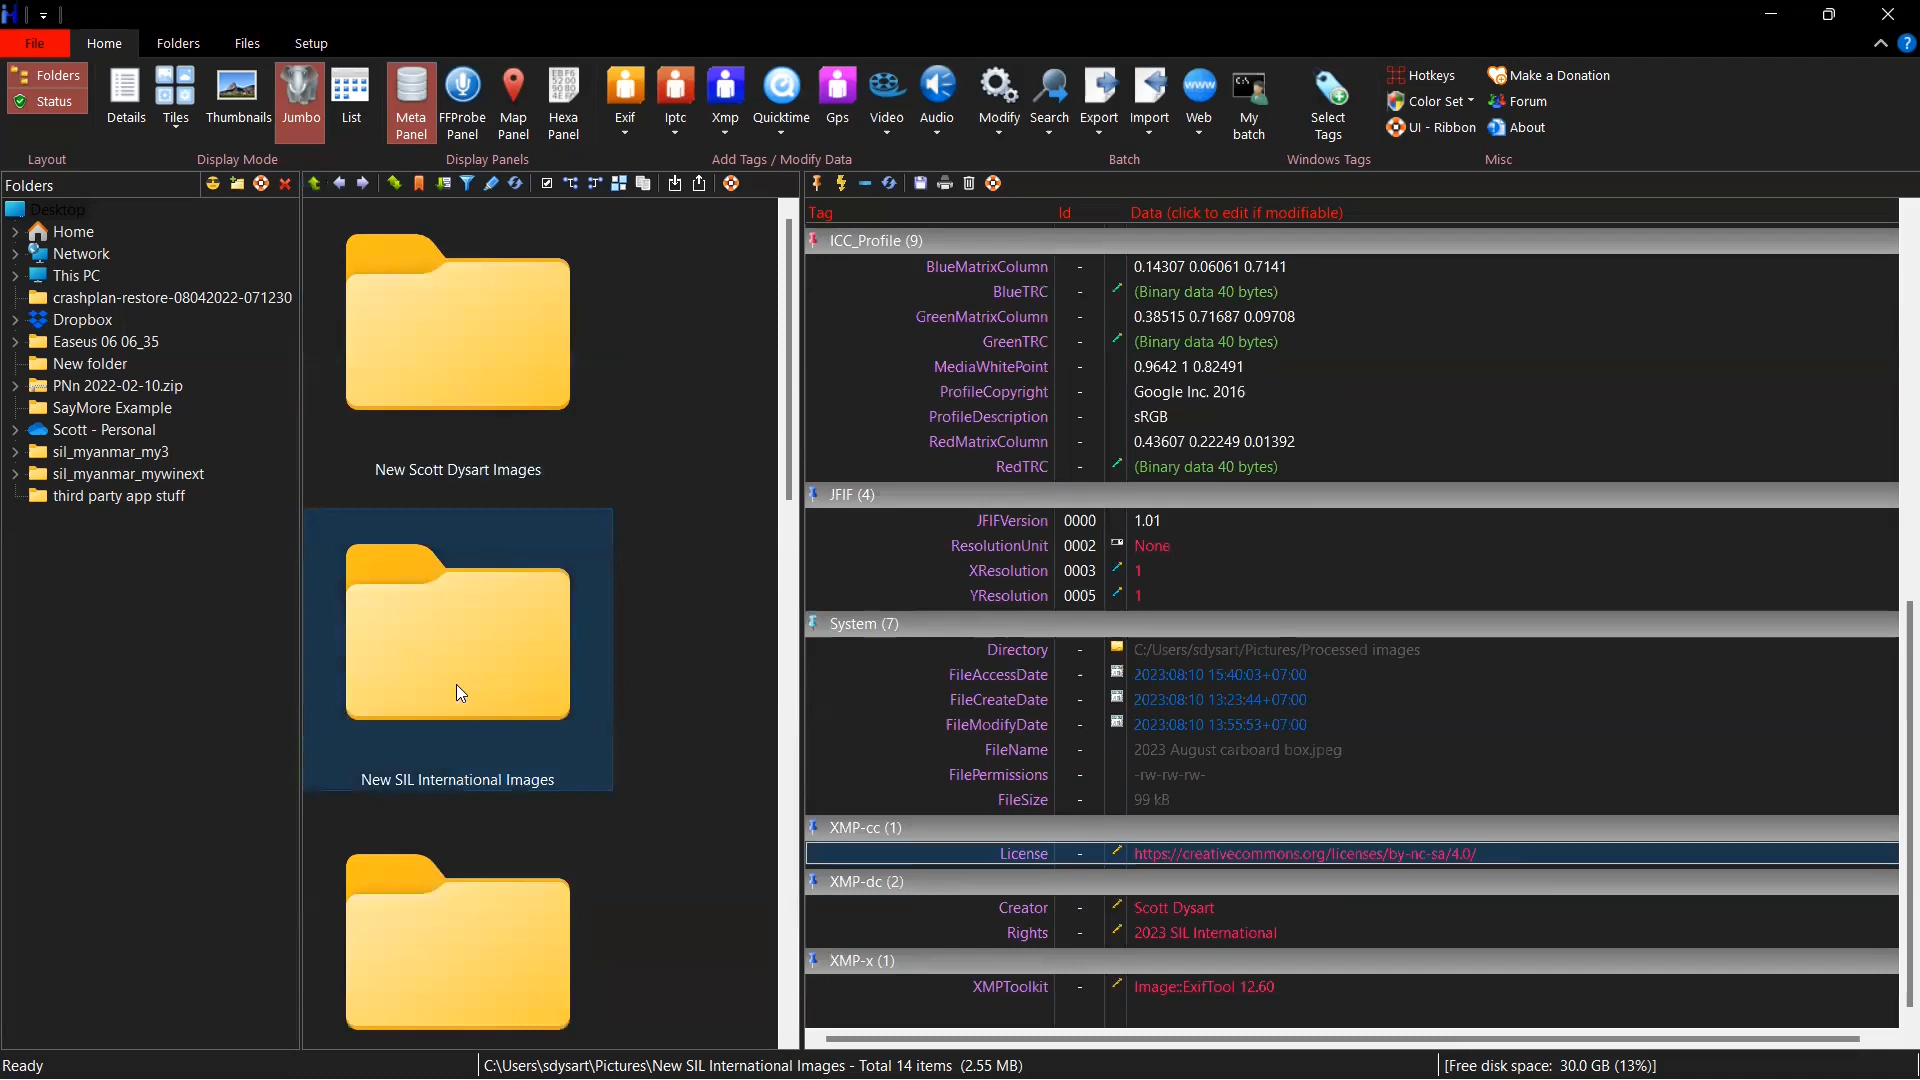 File
Home
Folders
Files
Setup
Folders
Status
Details
Tiles
Thumbnails
Jumbo
List
Meta Panel
FFProbe Panel
Map Panel
Hexa Panel
Exif
Iptc
Xmp
Quicktime
Gps
Video
Audio
Modify
Search
Export
Import
Web
My batch
Select Tags
Hotkeys
Color Set
UI - Ribbon
Make a Donation
Forum
About
Layout
Display Mode
Display Panels
Add Tags / Modify Data
Batch
Windows Tags
Misc
Folders
Desktop
Home
Network
This PC
crashplan-restore-08042022-071230
Dropbox
Easeus 06 06_35
New folder
PNn 2022-02-10.zip
SayMore Example
Scott - Personal
sil_myanmar_my3
sil_myanmar_mywinext
third party app stuff
New Scott Dysart Images
New SIL International Images
Tag Id Data (click to edit if modifiable)
ICC_Profile (9)
BlueMatrixColumn - 0.14307 0.06061 0.7141
BlueTRC - (Binary data 40 bytes)
GreenMatrixColumn - 0.38515 0.71687 0.09708
GreenTRC - (Binary data 40 bytes)
MediaWhitePoint - 0.9642 1 0.82491
ProfileCopyright - Google Inc. 2016
ProfileDescription - sRGB
RedMatrixColumn - 0.43607 0.22249 0.01392
RedTRC - (Binary data 40 bytes)
JFIF (4)
JFIFVersion 0000 1.01
ResolutionUnit 0002 None
XResolution 0003 1
YResolution 0005 1
System (7)
Directory - C:/Users/sdysart/Pictures/Processed images
FileAccessDate - 2023:08:10 15:40:03+07:00
FileCreateDate - 2023:08:10 13:23:44+07:00
FileModifyDate - 2023:08:10 13:55:53+07:00
FileName - 2023 August carboard box.jpeg
FilePermissions - -rw-rw-rw-
FileSize - 99 kB
XMP-cc (1)
License - https://creativecommons.org/licenses/by-nc-sa/4.0/
XMP-dc (2)
Creator - Scott Dysart
Rights - 2023 SIL International
XMP-x (1)
XMPToolkit - Image::ExifTool 12.60
Ready
C:\Users\sdysart\Pictures\New SIL International Images - Total 14 items (2.55 MB)
[Free disk space: 30.0 GB (13%)]